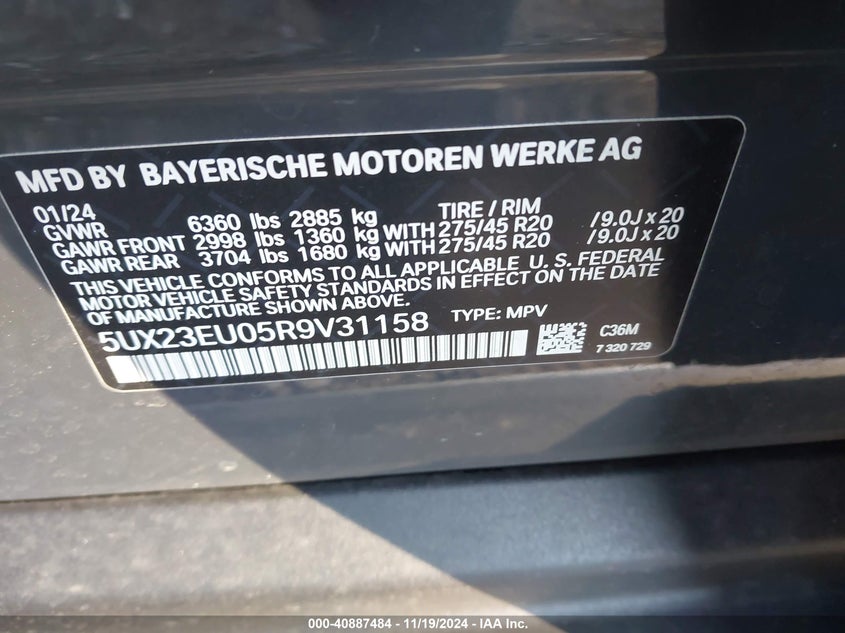 MFD BY BAYERISCHE MOTOREN WERKE AG
01/24 TIRE / RIM
GVWR 6360 lbs 2885 kg
GAWR FRONT 2998 lbs 1360 kg WITH 275/45 R20 /9.0J x 20
GAWR REAR 3704 lbs 1680 kg WITH 275/45 R20 /9.0J x 20
THIS VEHICLE CONFORMS TO ALL APPLICABLE U. S. FEDERAL
MOTOR VEHICLE SAFETY STANDARDS IN EFFECT ON THE DATE
OF MANUFACTURE SHOWN ABOVE.
5UX23EU05R9V31158 TYPE: MPV
C36M
7 320 729
000-40887484 - 11/19/2024 - IAA Inc.